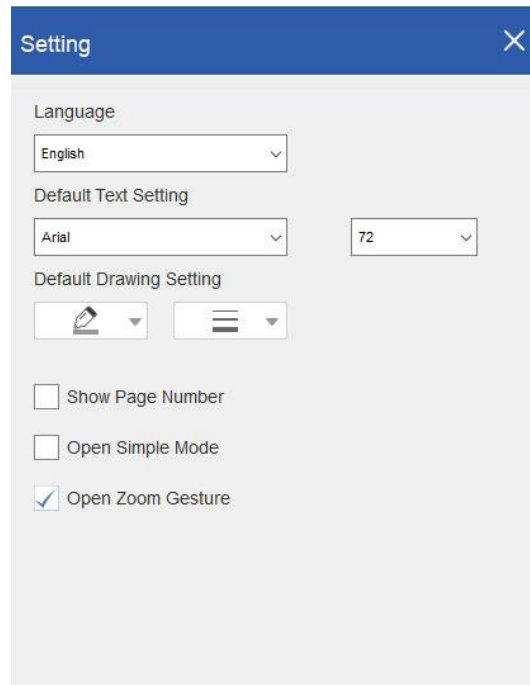 Setting
Language
English
Default Text Setting
Arial 72
Default Drawing Setting
Show Page Number
Open Simple Mode
Open Zoom Gesture